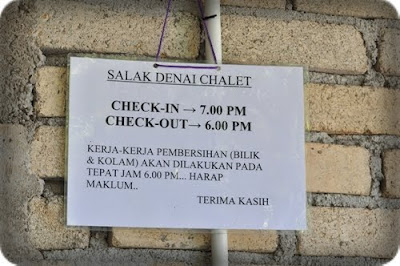 SALAK DENAI CHALET
CHECK-IN → 7.00 PM
CHECK-OUT→ 6.00 PM
KERJA-KERJA PEMBERSIHAN (BILIK
& KOLAM) AKAN DILAKUKAN PADA
TEPAT JAM 6.00 PM... HARAP
MAKLUM..
TERIMA KASIH